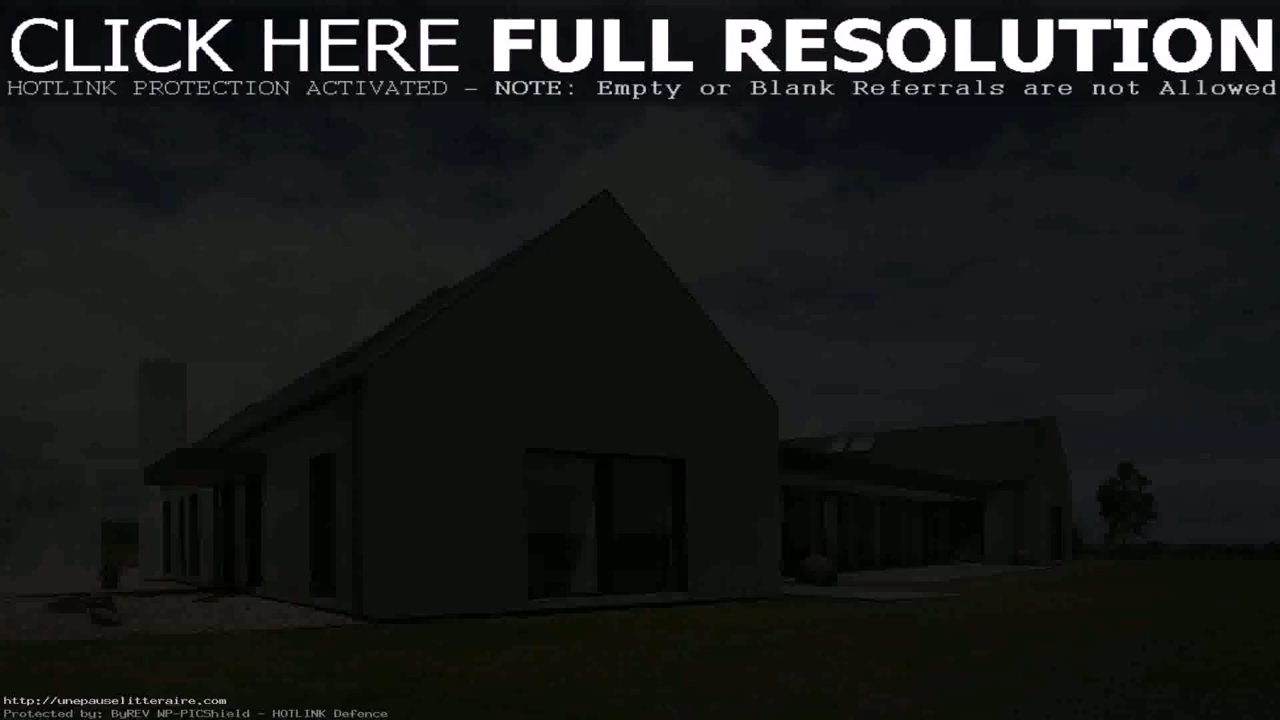 CLICK HERE FULL RESOLUTION
HOTLINK PROTECTION ACTIVATED - NOTE: Empty or Blank Referrals are not Allowed
http://unepauselitteraire.com
Protected by: ByREV WP-PICShield - HOTLINK Defence